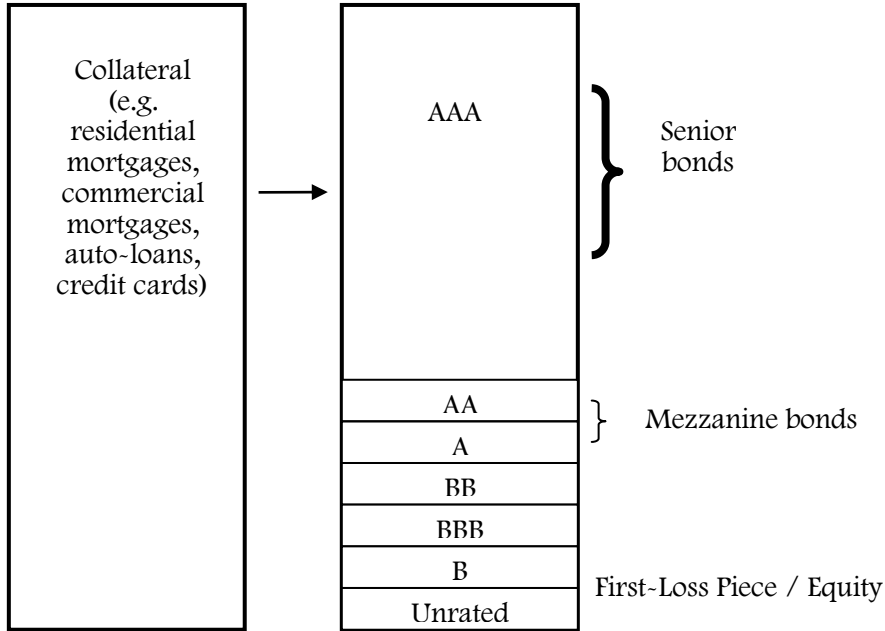 Collateral
(e.g.
residential
mortgages,
commercial
mortgages,
auto-loans,
credit cards)
AAA
Senior
bonds
AA
Mezzanine bonds
A
BB
BBB
B
First-Loss Piece / Equity
Unrated